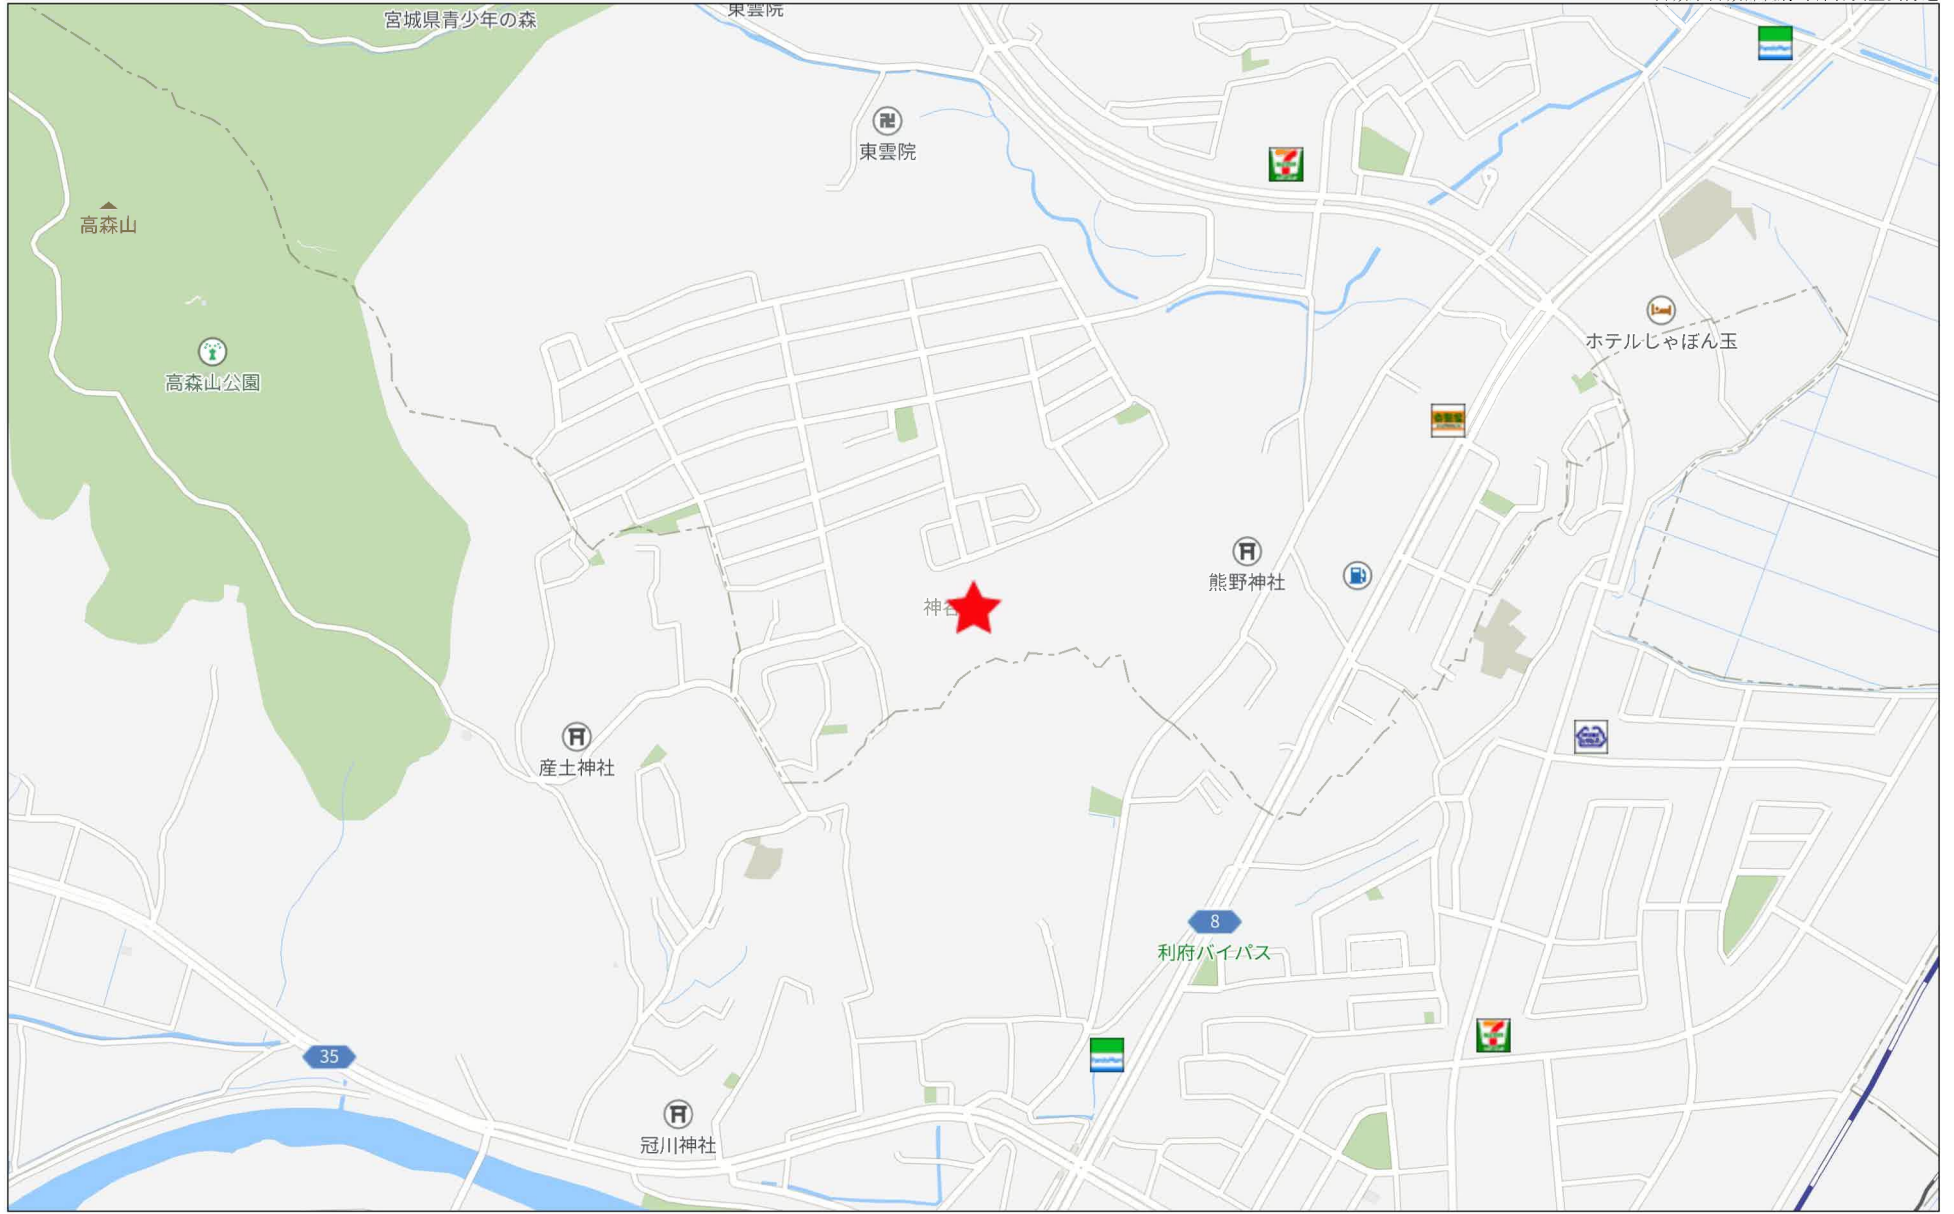 宮城県青少年の森
東雲院
東雲院
高森山
高森山公園
ホテルじゃぼん玉
熊野神社
神谷
産土神社
8
利府バイパス
35
冠川神社